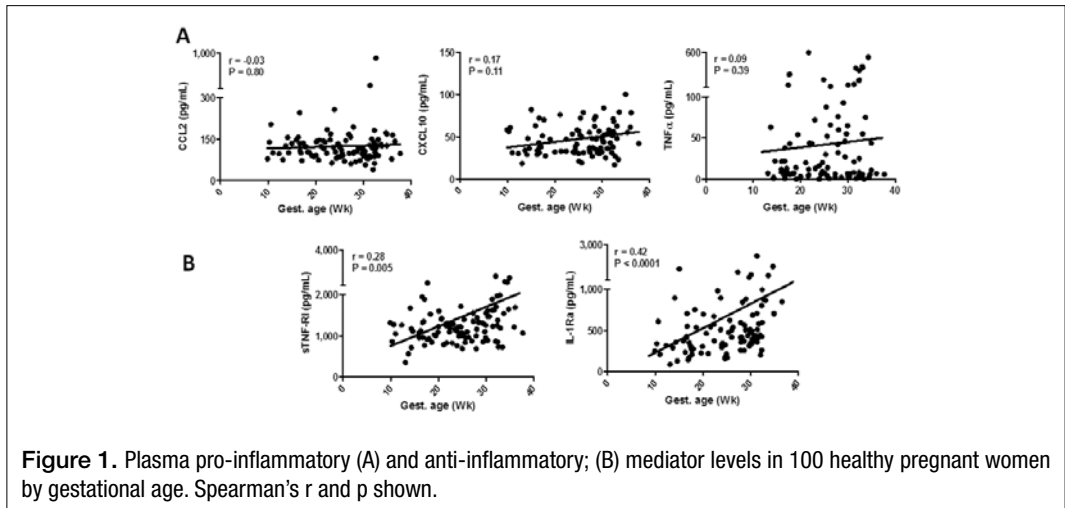 A
r = -0.03
P = 0.80
1,000
300
150
0
CCL2 (pg/mL)
0
10
20
30
40
Gest. age (Wk)
r = 0.17
P = 0.11
150
100
50
0
CXCL10 (pg/mL)
0
10
20
30
40
Gest. age (Wk)
r = 0.09
P = 0.39
600
100
50
0
TNFα (pg/mL)
0
10
20
30
40
Gest. age (Wk)
B
r = 0.28
P = 0.005
4,000
2,000
1,000
0
sTNF-RI (pg/mL)
0
10
20
30
40
Gest. age (Wk)
r = 0.42
P < 0.0001
3,000
1,000
500
0
IL-1Ra (pg/mL)
0
10
20
30
40
Gest. age (Wk)
Figure 1. Plasma pro-inflammatory (A) and anti-inflammatory; (B) mediator levels in 100 healthy pregnant women
by gestational age. Spearman's r and p shown.